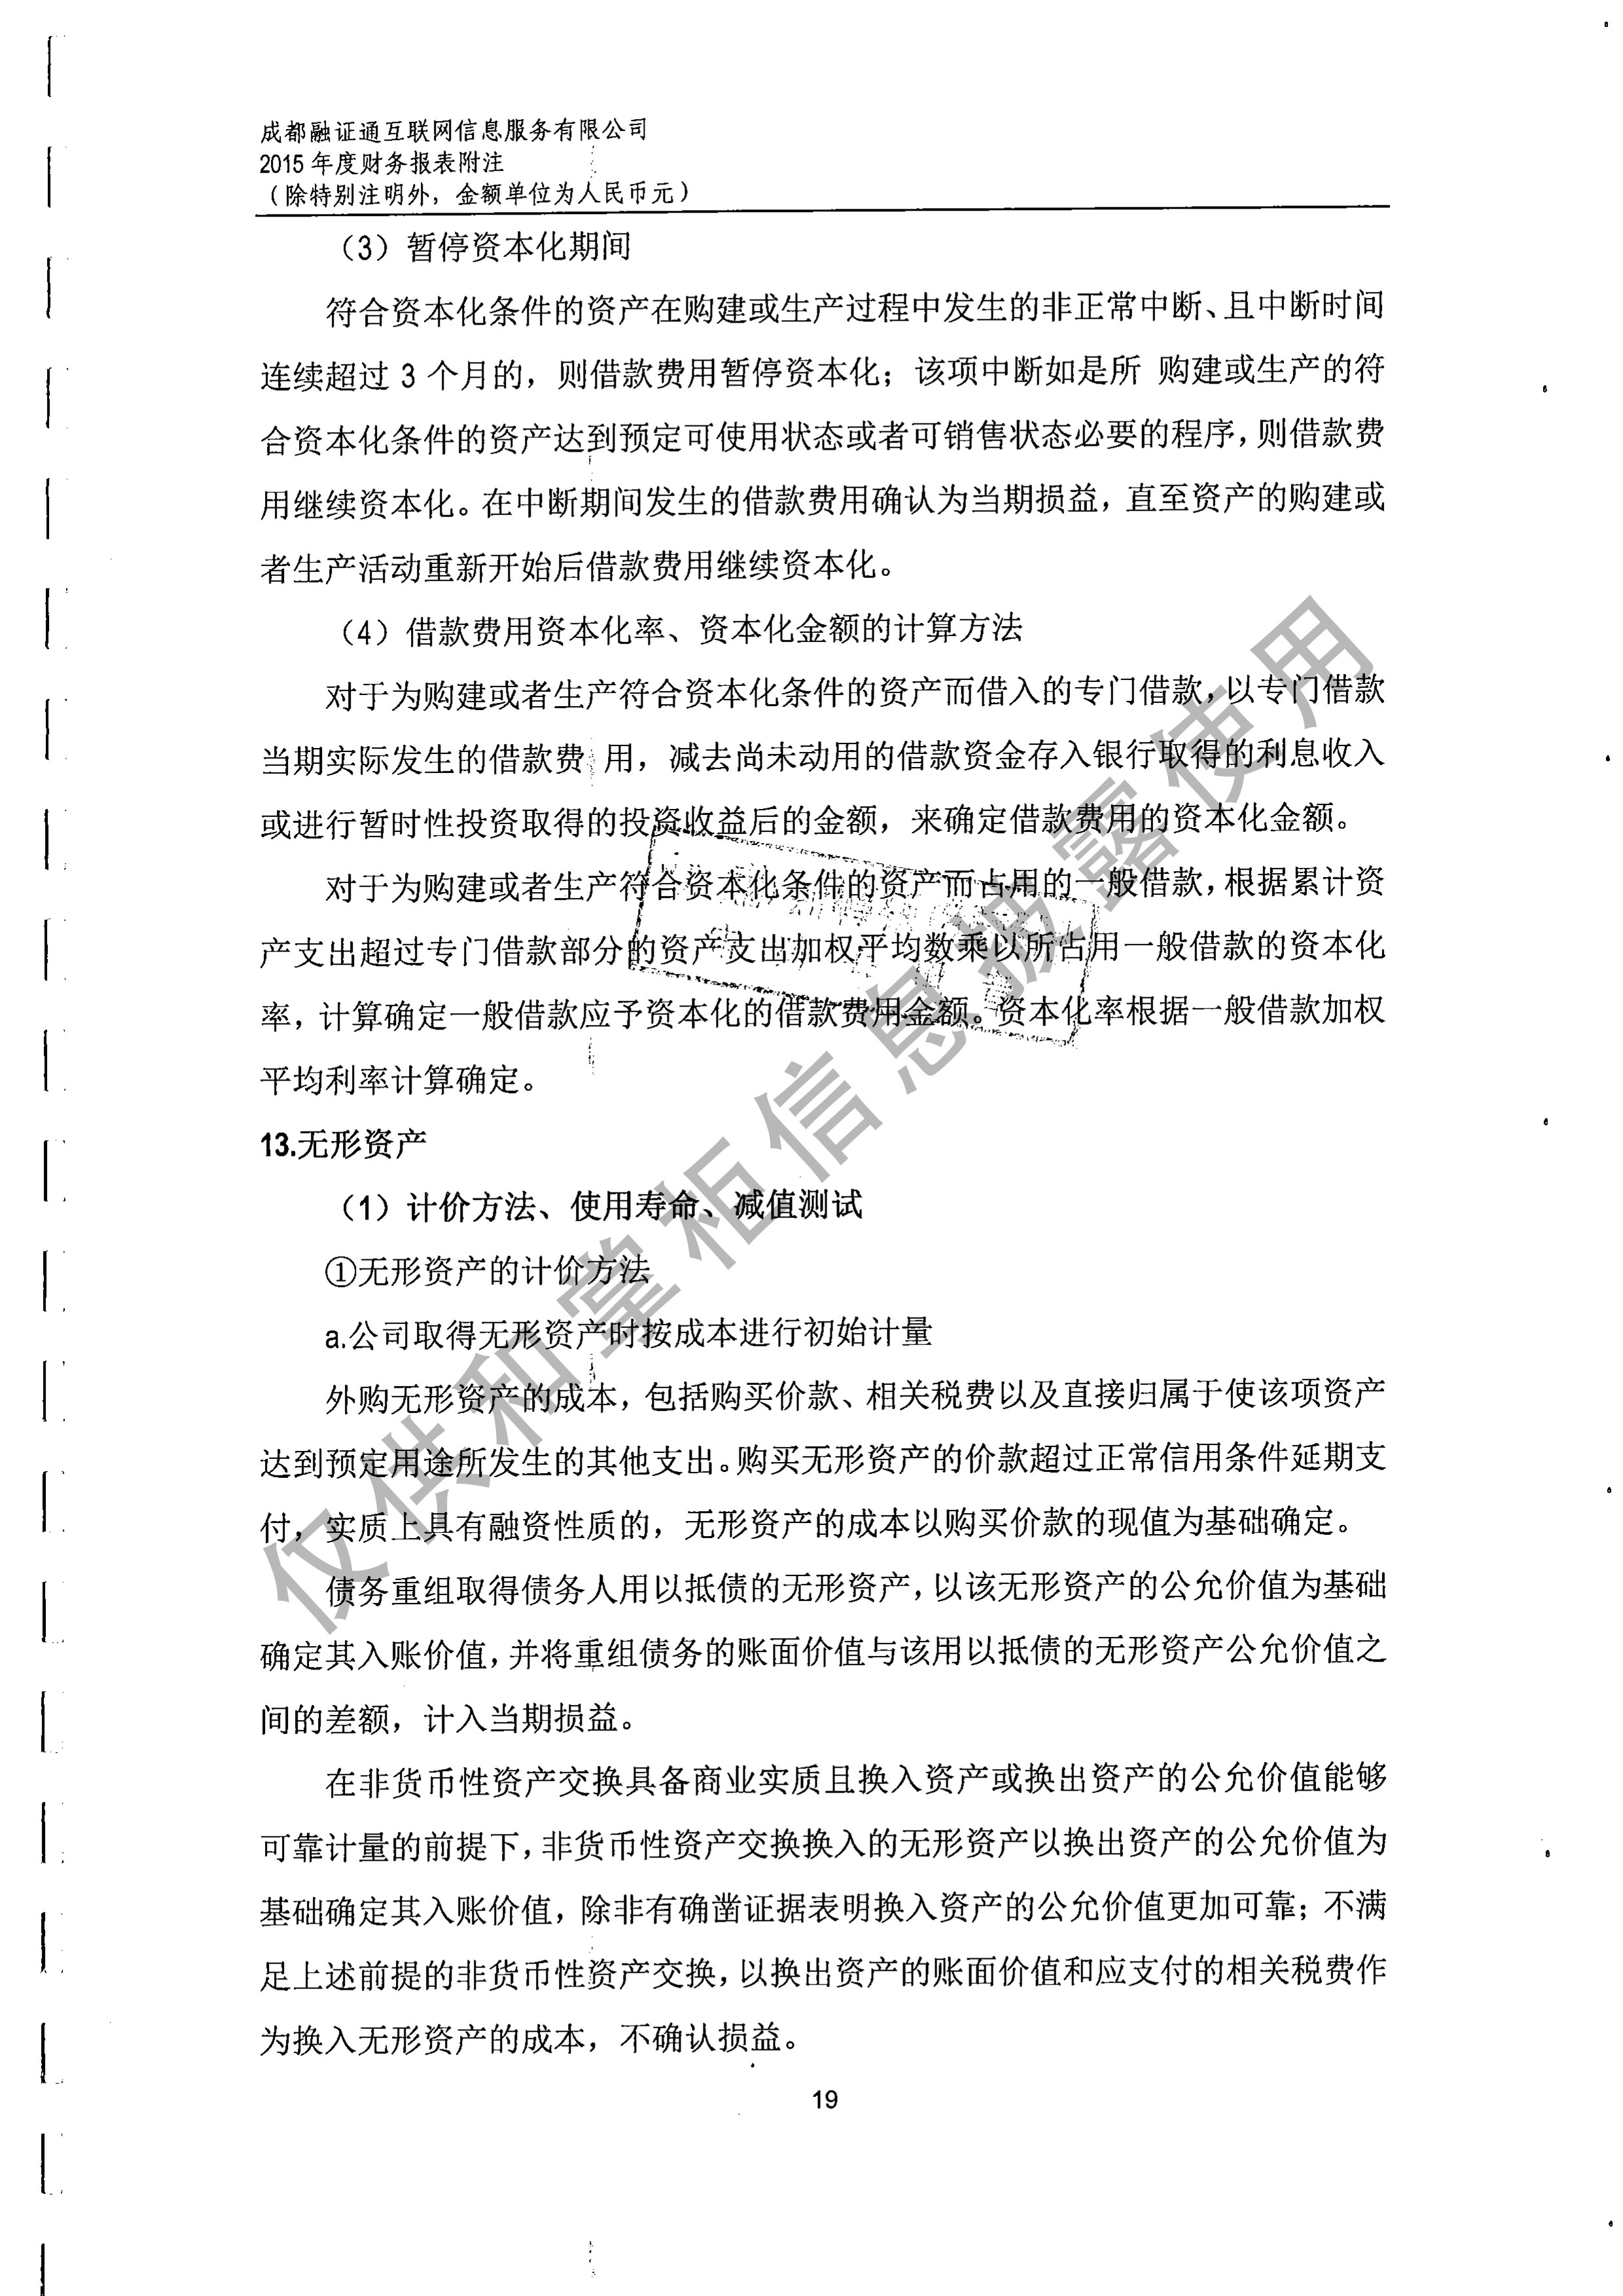 成都融证通互联网信息服务有限公司
2015 年度财务报表附注
（除特别注明外，金额单位为人民币元）
（3）暂停资本化期间
符合资本化条件的资产在购建或生产过程中发生的非正常中断、且中断时间
连续超过 3 个月的，则借款费用暂停资本化；该项中断如是所 购建或生产的符
合资本化条件的资产达到预定可使用状态或者可销售状态必要的程序，则借款费
用继续资本化。在中断期间发生的借款费用确认为当期损益，直至资产的购建或
者生产活动重新开始后借款费用继续资本化。
（4）借款费用资本化率、资本化金额的计算方法
对于为购建或者生产符合资本化条件的资产而借入的专门借款，以专门借款
当期实际发生的借款费 用，减去尚未动用的借款资金存入银行取得的利息收入
或进行暂时性投资取得的投资收益后的金额，来确定借款费用的资本化金额。
对于为购建或者生产符合资本化条件的资产而占用的一般借款，根据累计资
产支出超过专门借款部分的资产支出加权平均数乘以所占用一般借款的资本化
率，计算确定一般借款应予资本化的借款费用金额。资本化率根据一般借款加权
平均利率计算确定。
13.无形资产
（1）计价方法、使用寿命、减值测试
①无形资产的计价方法
a.公司取得无形资产时按成本进行初始计量
外购无形资产的成本，包括购买价款、相关税费以及直接归属于使该项资产
达到预定用途所发生的其他支出。购买无形资产的价款超过正常信用条件延期支
付，实质上具有融资性质的，无形资产的成本以购买价款的现值为基础确定。
债务重组取得债务人用以抵债的无形资产，以该无形资产的公允价值为基础
确定其入账价值，并将重组债务的账面价值与该用以抵债的无形资产公允价值之
间的差额，计入当期损益。
在非货币性资产交换具备商业实质且换入资产或换出资产的公允价值能够
可靠计量的前提下，非货币性资产交换换入的无形资产以换出资产的公允价值为
基础确定其入账价值，除非有确凿证据表明换入资产的公允价值更加可靠；不满
足上述前提的非货币性资产交换，以换出资产的账面价值和应支付的相关税费作
为换入无形资产的成本，不确认损益。
19
仅供和掌柜信息披露使用